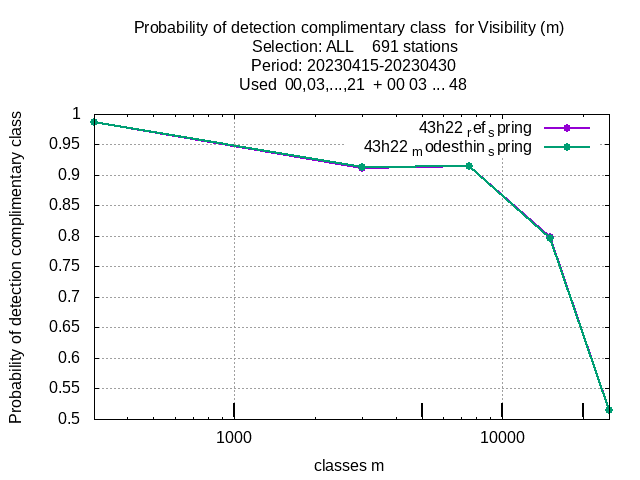 Probability of detection complimentary class  for Visibility (m)
Selection: ALL    691 stations
Period: 20230415-20230430
Used  00,03,...,21  + 00 03 ... 48
Probability of detection complimentary class
1
0.95
0.9
0.85
0.8
0.75
0.7
0.65
0.6
0.55
0.5
43h22 ref spring
43h22 modesthin spring
1000
10000
classes m